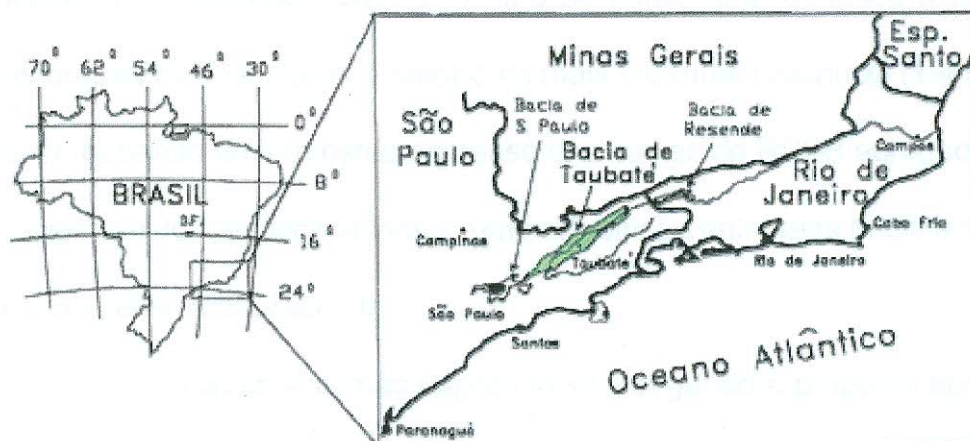 70° 62° 54° 46° 30°
0°
8°
16°
24°
BRASIL
D.F.
Minas Gerais
Esp.
Santo
São
Paulo
Bacia de
S Paulo
Bacia de
Resende
Bacia de
Taubaté
Campos
Rio de
Janeiro
Campinas
Taubaté
Cabo Frio
Rio de Janeiro
São Paulo
Santos
Oceano Atlântico
Paranaguá